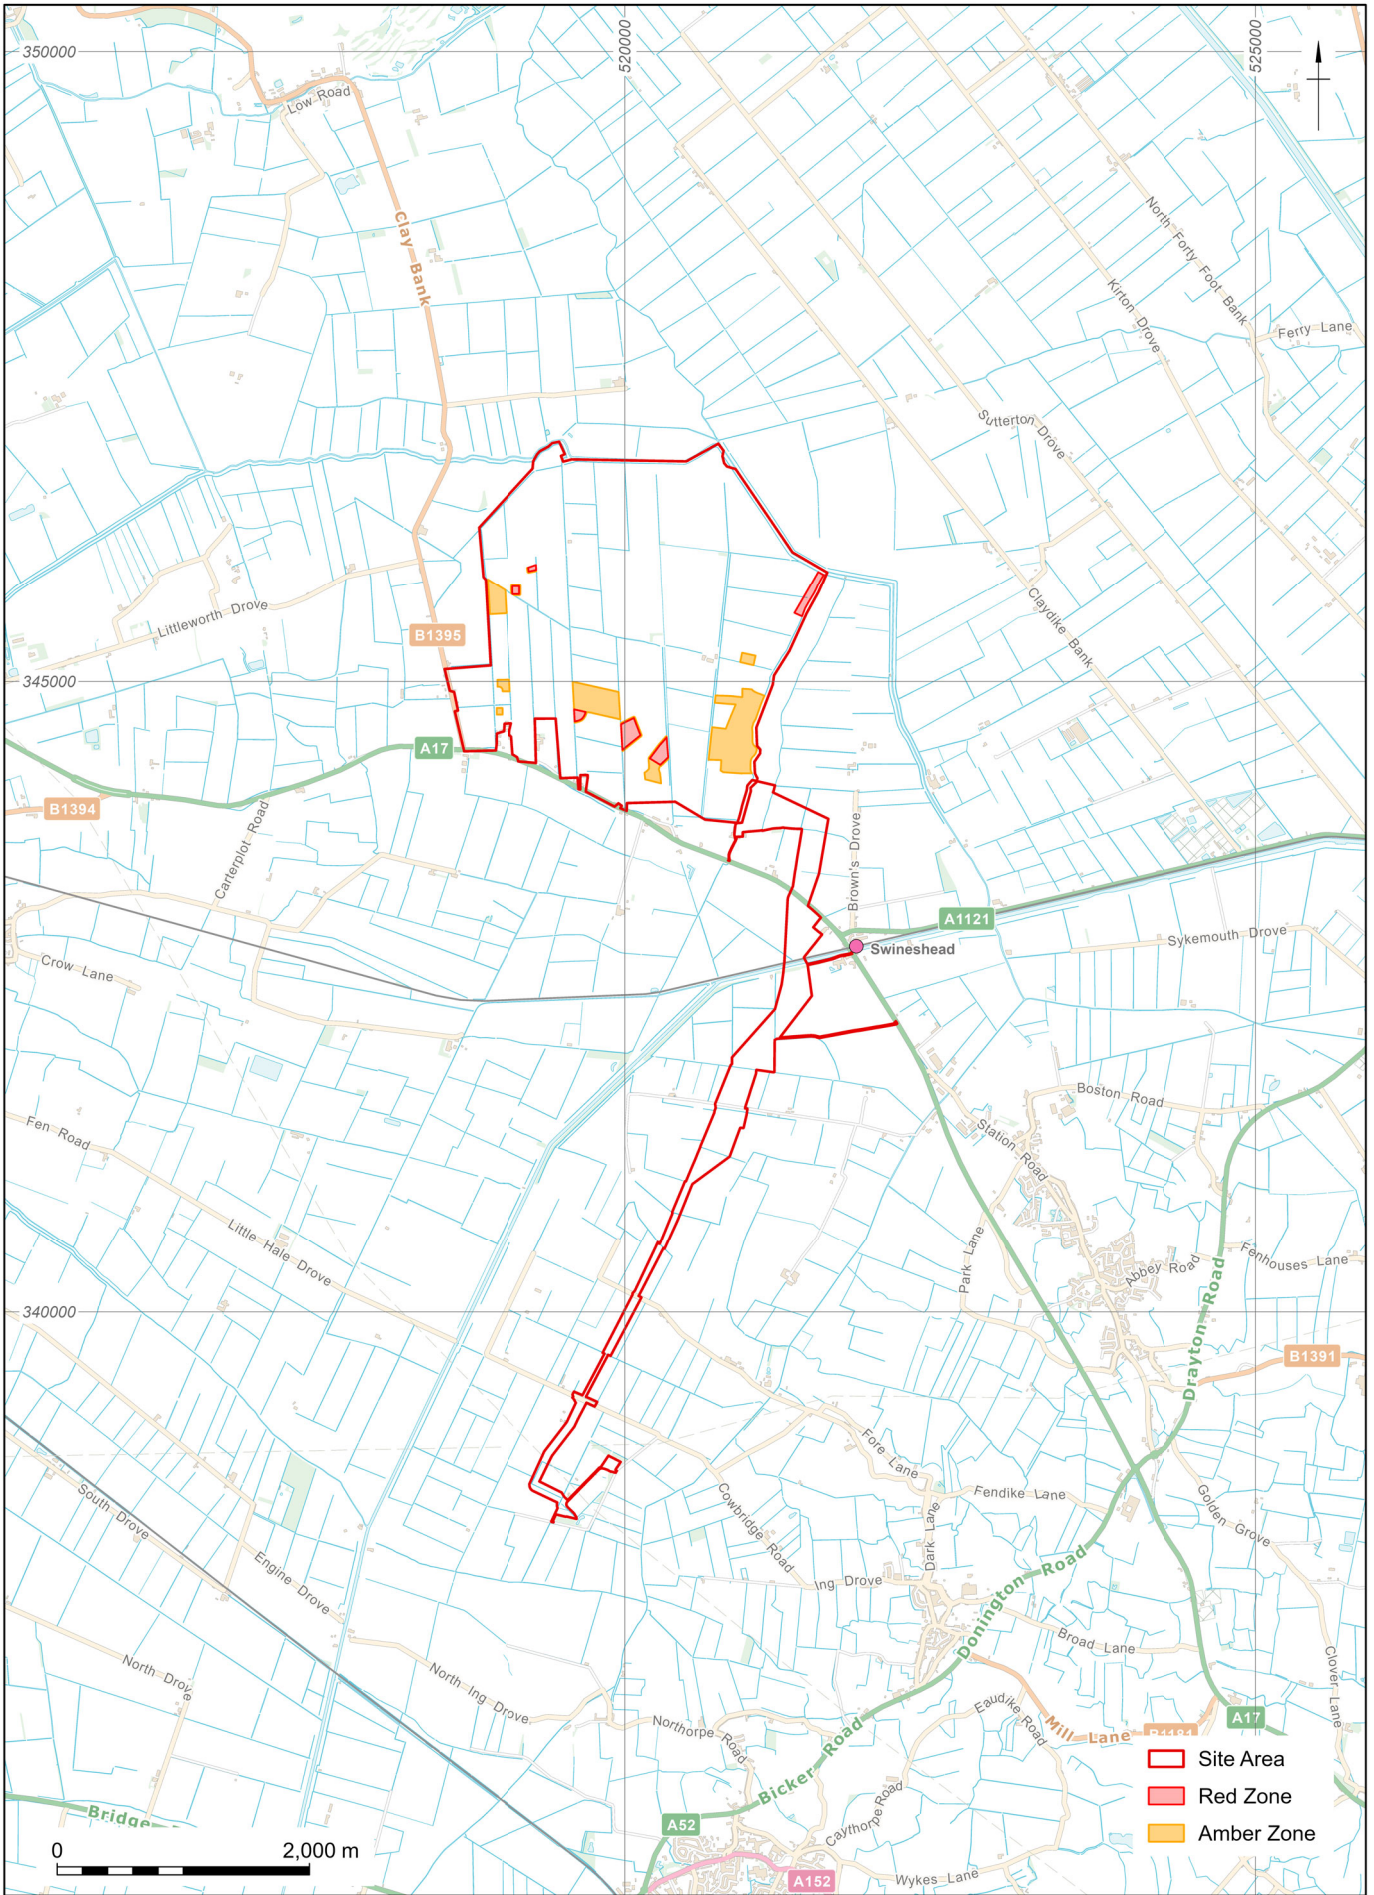 350000
520000
525000
Low Road
Clay Bank
North Forty Foot Bank
Kirton Drove
Ferry Lane
Sutterton Drove
Claydike Bank
Littleworth Drove
B1395
345000
A17
B1394
Carterplot Road
Brown's Drove
A1121
Swineshead
Sykemouth Drove
Crow Lane
Boston Road
Station Road
Fen Road
Little Hale Drove
Park Lane
Abbey Road
Fenhouses Lane
Drayton Road
340000
B1391
Fore Lane
Fendike Lane
Golden Grove
Cowbridge Road
Dark Lane
South Drove
Engine Drove
Ing Drove
Donington Road
Broad Lane
Clover Lane
North Drove
North Ing Drove
Northorpe Road
Eaudike Road
Mill Lane
B1181
A17
Bicker Road
Caythorpe Road
Bridge
A52
A152
Wykes Lane
Site Area
Red Zone
Amber Zone
0 2,000 m